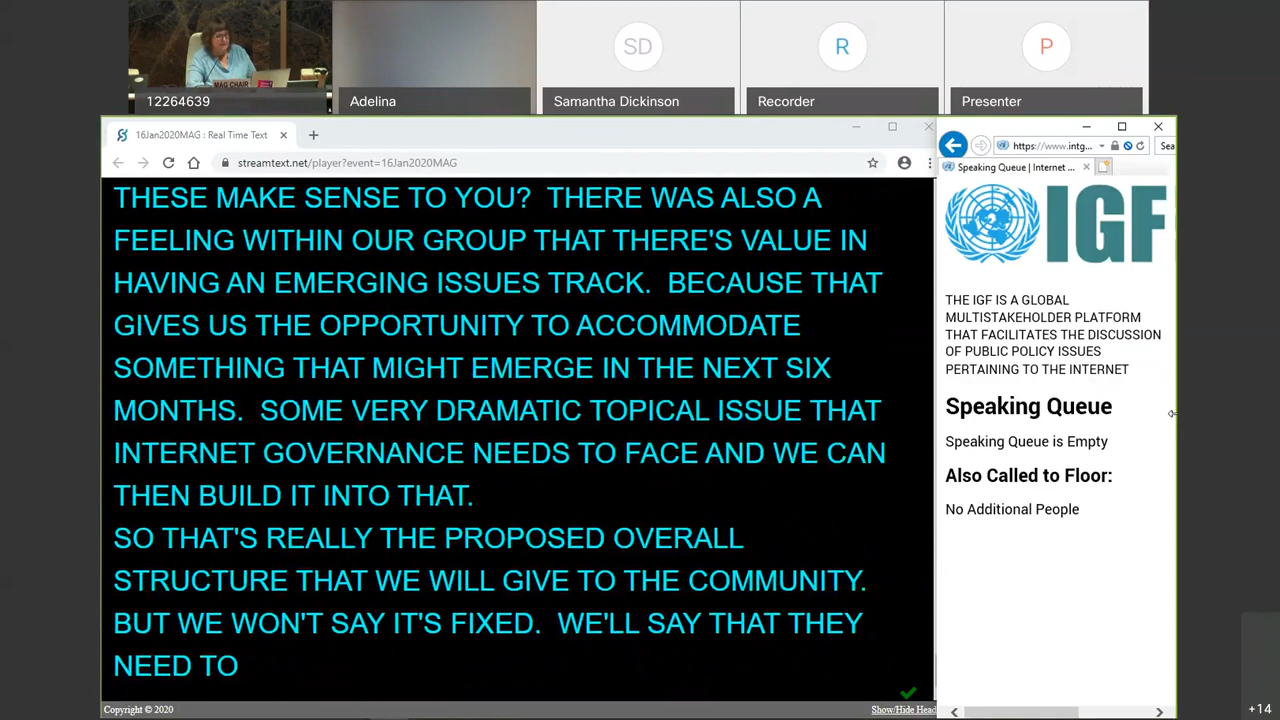 SD
R
P
MAG CHAIR
12264639
Adelina
Samantha Dickinson
Recorder
Presenter
16Jan2020MAG : Real Time Text
streamtext.net/player?event=16Jan2020MAG
THESE MAKE SENSE TO YOU?  THERE WAS ALSO A
FEELING WITHIN OUR GROUP THAT THERE'S VALUE IN
HAVING AN EMERGING ISSUES TRACK.  BECAUSE THAT
GIVES US THE OPPORTUNITY TO ACCOMMODATE
SOMETHING THAT MIGHT EMERGE IN THE NEXT SIX
MONTHS.  SOME VERY DRAMATIC TOPICAL ISSUE THAT
INTERNET GOVERNANCE NEEDS TO FACE AND WE CAN
THEN BUILD IT INTO THAT.
SO THAT'S REALLY THE PROPOSED OVERALL
STRUCTURE THAT WE WILL GIVE TO THE COMMUNITY.
BUT WE WON'T SAY IT'S FIXED.  WE'LL SAY THAT THEY
NEED TO
Copyright © 2020
Show/Hide Head
https://www.intg...
Sea
Speaking Queue | Internet ...
IGF
THE IGF IS A GLOBAL
MULTISTAKEHOLDER PLATFORM
THAT FACILITATES THE DISCUSSION
OF PUBLIC POLICY ISSUES
PERTAINING TO THE INTERNET
Speaking Queue
Speaking Queue is Empty
Also Called to Floor:
No Additional People
+14